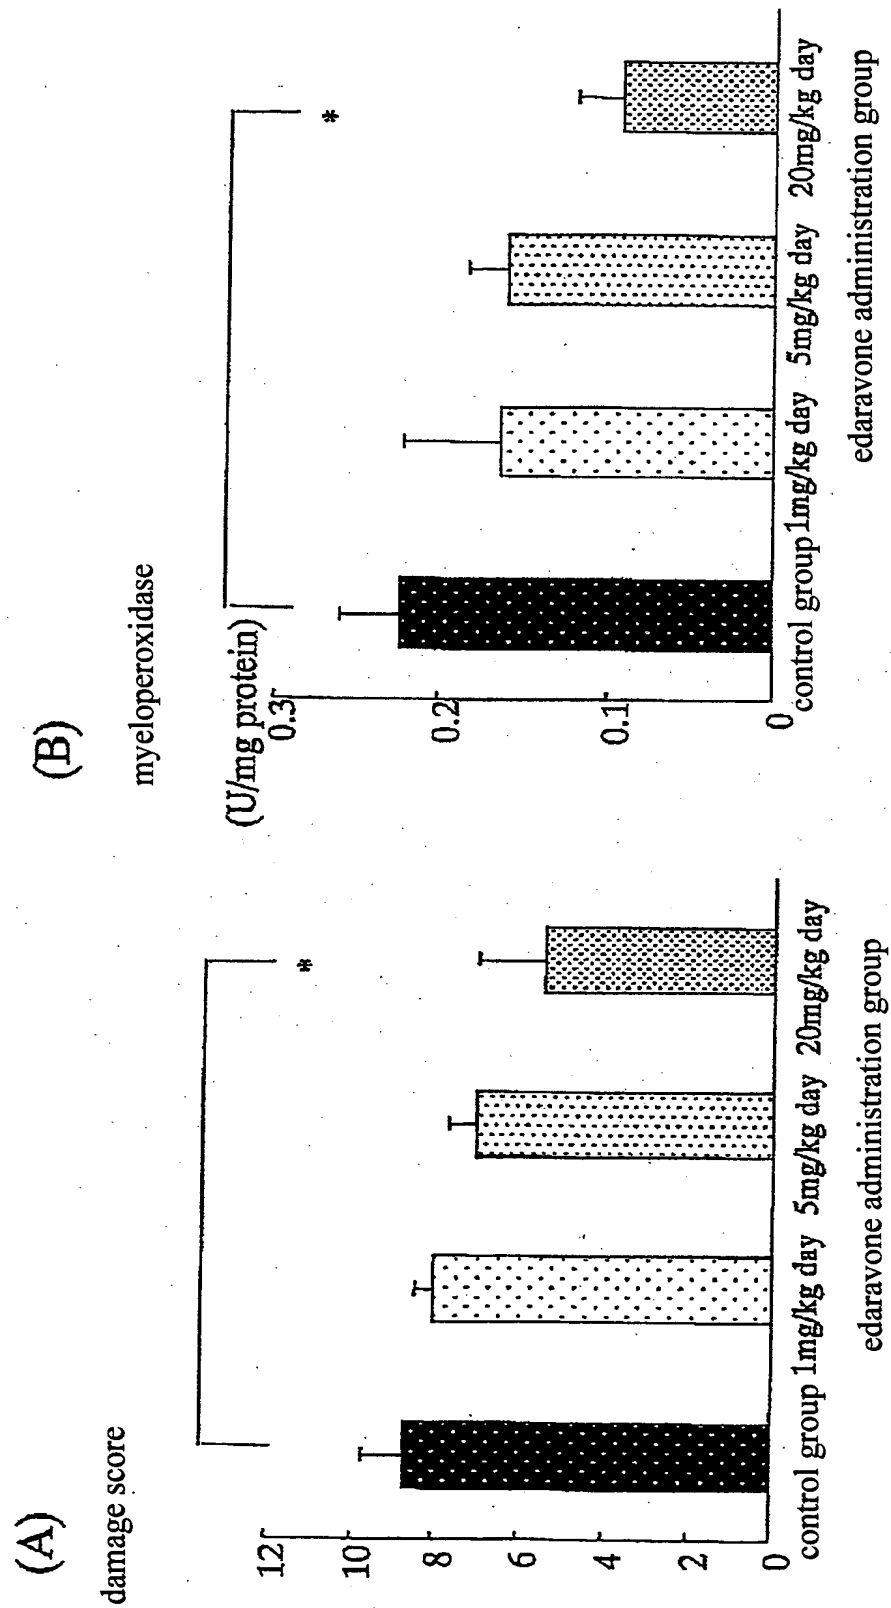 (A)
damage score
12
10
8
6
4
2
0
control group 1mg/kg day 5mg/kg day 20mg/kg day
edaravone administration group
(B)
myeloperoxidase
(U/mg protein)
0.3
0.2
0.1
0
*
control group 1mg/kg day 5mg/kg day 20mg/kg day
edaravone administration group
*